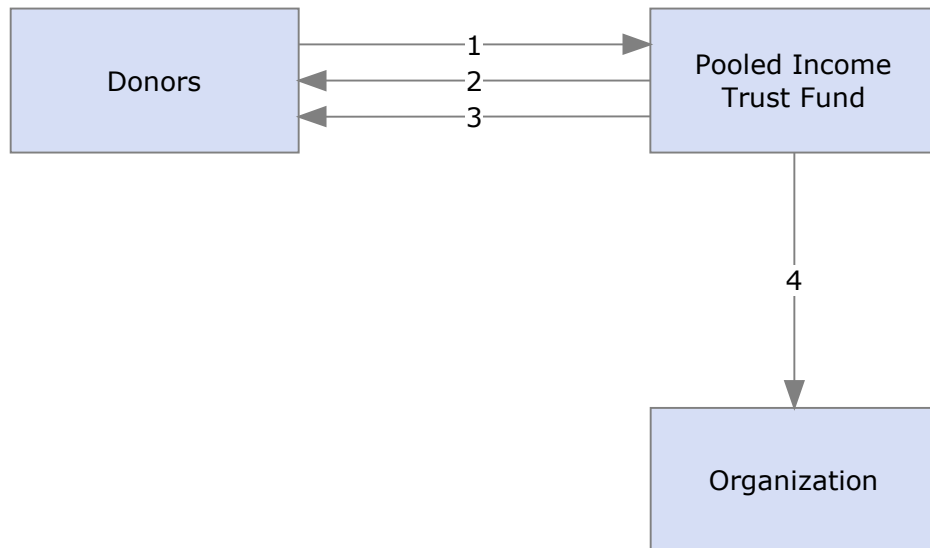 Donors
1
2
3
Pooled Income
Trust Fund
4
Organization